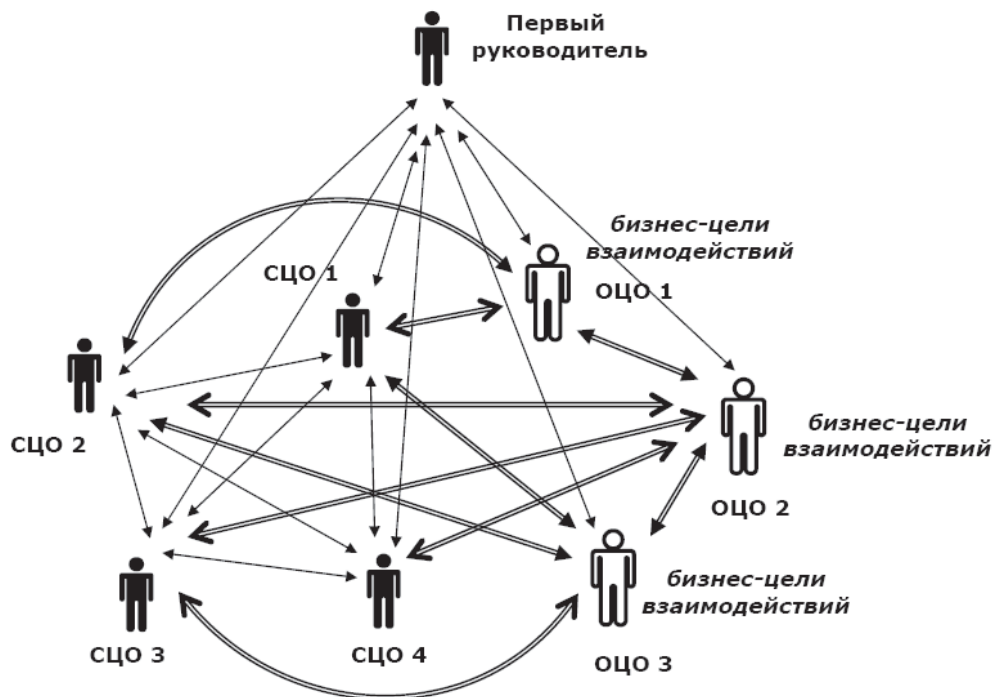 Первый
руководитель
бизнес-цели
взаимодействий
СЦО 1
ОЦО 1
СЦО 2
бизнес-цели
взаимодействий
ОЦО 2
бизнес-цели
взаимодействий
СЦО 3
СЦО 4
ОЦО 3